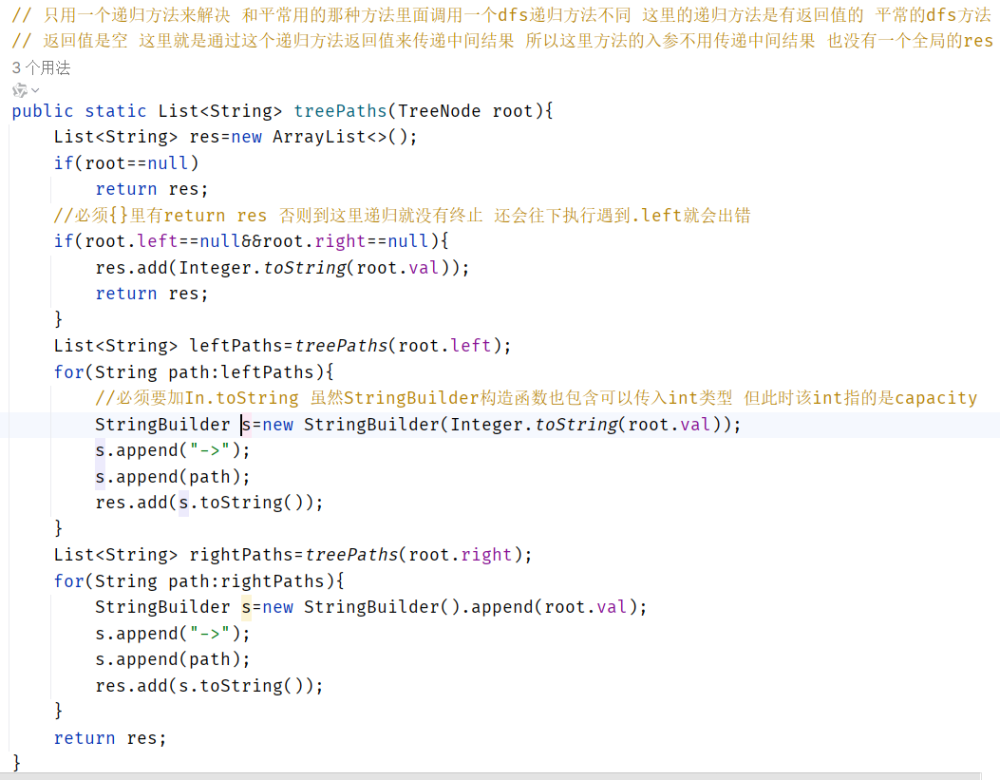 // 只用一个递归方法来解决 和平常用的那种方法里面调用一个dfs递归方法不同 这里的递归方法是有返回值的 平常的dfs方法
// 返回值是空 这里就是通过这个递归方法返回值来传递中间结果 所以这里方法的入参不用传递中间结果 也没有一个全局的res
3 个用法
public static List<String> treePaths(TreeNode root){
    List<String> res=new ArrayList<>();
    if(root==null)
        return res;
    //必须{}里有return res 否则到这里递归就没有终止 还会往下执行遇到.left就会出错
    if(root.left==null&&root.right==null){
        res.add(Integer.toString(root.val));
        return res;
    }
    List<String> leftPaths=treePaths(root.left);
    for(String path:leftPaths){
        //必须要加In.toString 虽然StringBuilder构造函数也包含可以传入int类型 但此时该int指的是capacity
        StringBuilder s=new StringBuilder(Integer.toString(root.val));
        s.append("->");
        s.append(path);
        res.add(s.toString());
    }
    List<String> rightPaths=treePaths(root.right);
    for(String path:rightPaths){
        StringBuilder s=new StringBuilder().append(root.val);
        s.append("->");
        s.append(path);
        res.add(s.toString());
    }
    return res;
}